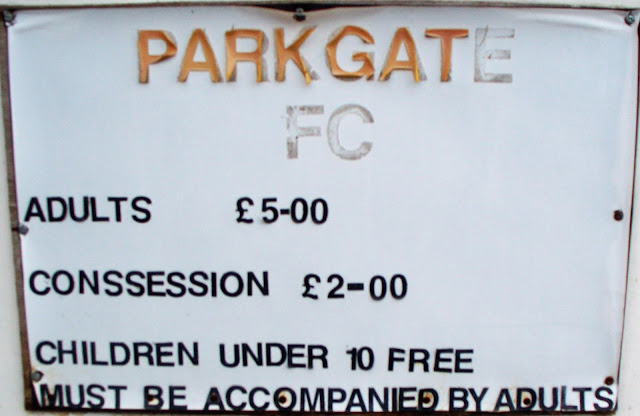 PARKGATE
FC
ADULTS £5-00
CONSSESSION £2-00
CHILDREN UNDER 10 FREE
MUST BE ACCOMPANIED BY ADULTS